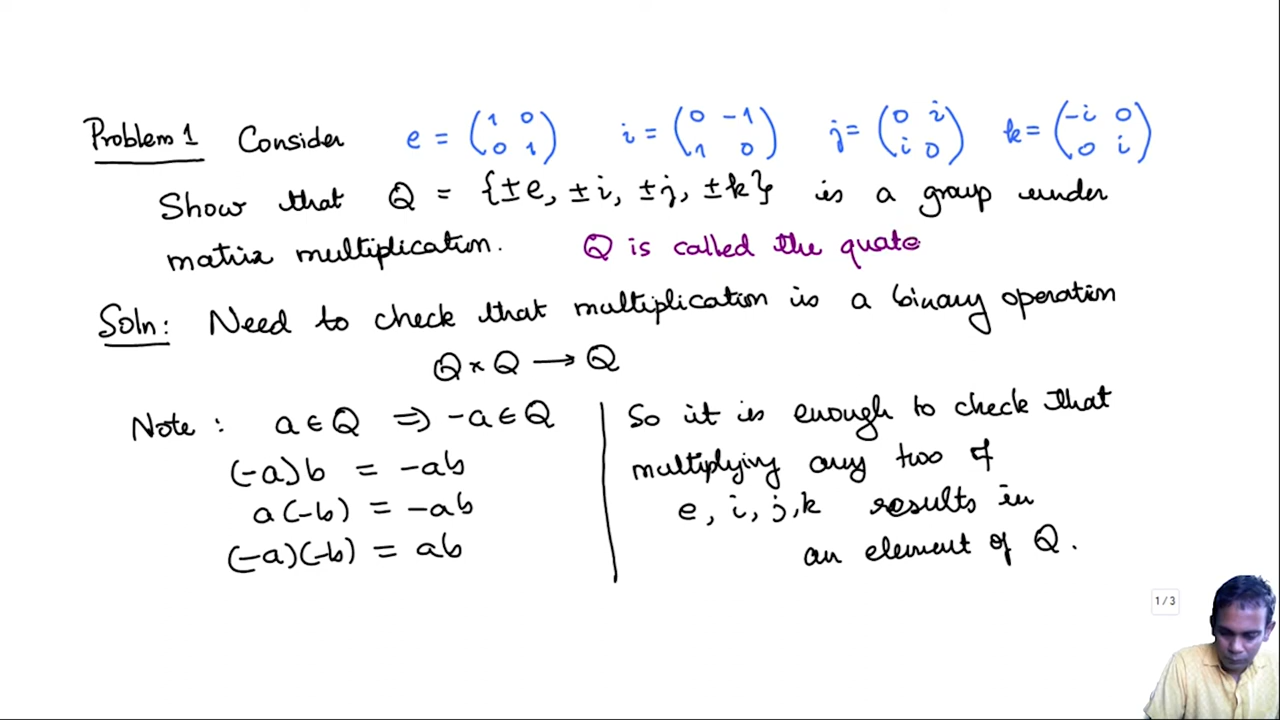 Problem 1 Consider e = (1 0 0 1) i = (0 -1 1 0) j = (0 i i 0) k = (-i 0 0 i)
Show that Q = {±e, ±i, ±j, ±k} is a group under
matrix multiplication. Q is called the quate
Soln: Need to check that multiplication is a binary operation
Q × Q → Q
Note : a ∈ Q ⇒ -a ∈ Q
(-a)b = -ab
a(-b) = -ab
(-a)(-b) = ab
So it is enough to check that
multiplying any two of
e, i, j, k results in
an element of Q.
1/3